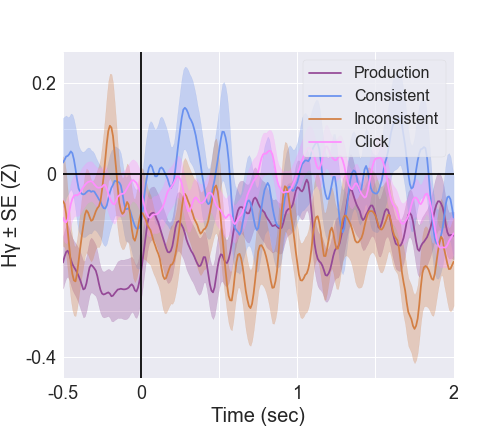 Production
Consistent
Inconsistent
Click
0.2
0
-0.4
Hγ ± SE (Z)
-0.5
0
1
2
Time (sec)